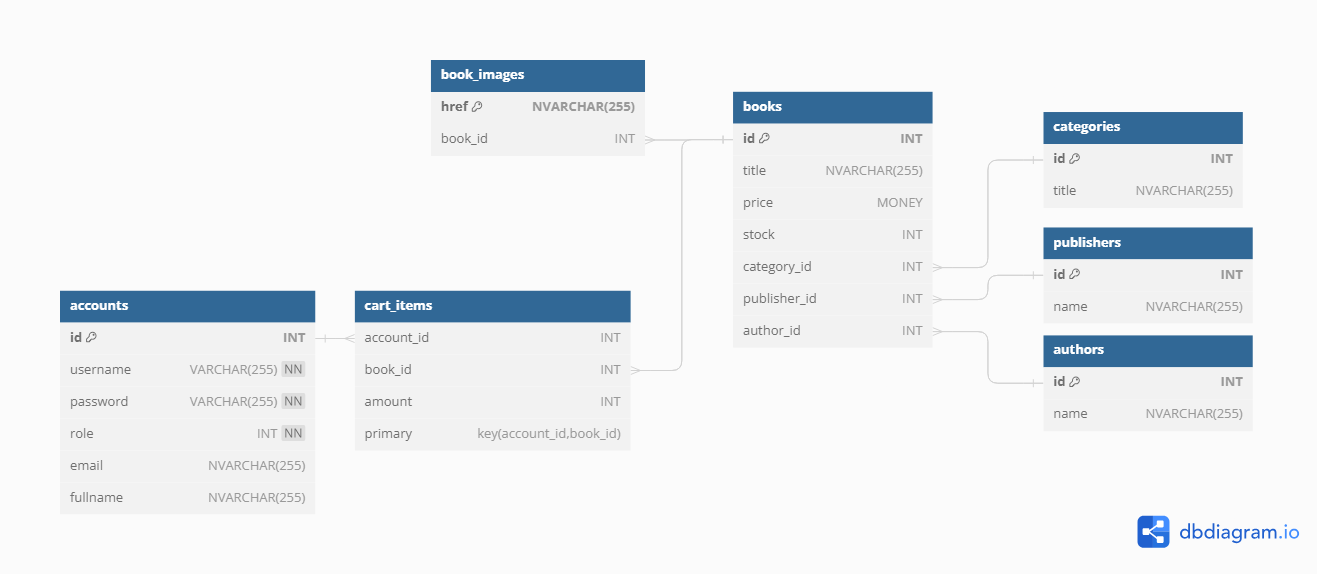 book_images
href NVARCHAR(255)
book_id INT
books
id INT
title NVARCHAR(255)
price MONEY
stock INT
category_id INT
publisher_id INT
author_id INT
categories
id INT
title NVARCHAR(255)
publishers
id INT
name NVARCHAR(255)
authors
id INT
name NVARCHAR(255)
accounts
id INT
username VARCHAR(255) NN
password VARCHAR(255) NN
role INT NN
email NVARCHAR(255)
fullname NVARCHAR(255)
cart_items
account_id INT
book_id INT
amount INT
primary key(account_id,book_id)
dbdiagram.io